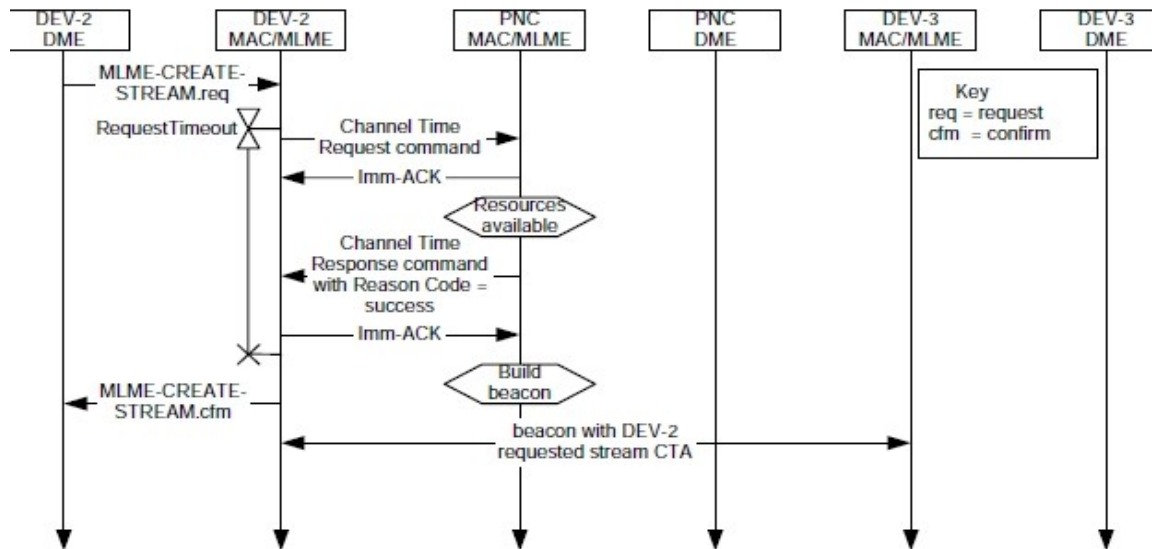 DEV-2
DME
DEV-2
MAC/MLME
PNC
MAC/MLME
PNC
DME
DEV-3
MAC/MLME
DEV-3
DME
MLME-CREATE-
STREAM.req
Key
req = request
cfm = confirm
RequestTimeout
Channel Time
Request command
Imm-ACK
Resources
available
Channel Time
Response command
with Reason Code =
success
Imm-ACK
Build
beacon
MLME-CREATE-
STREAM.cfm
beacon with DEV-2
requested stream CTA